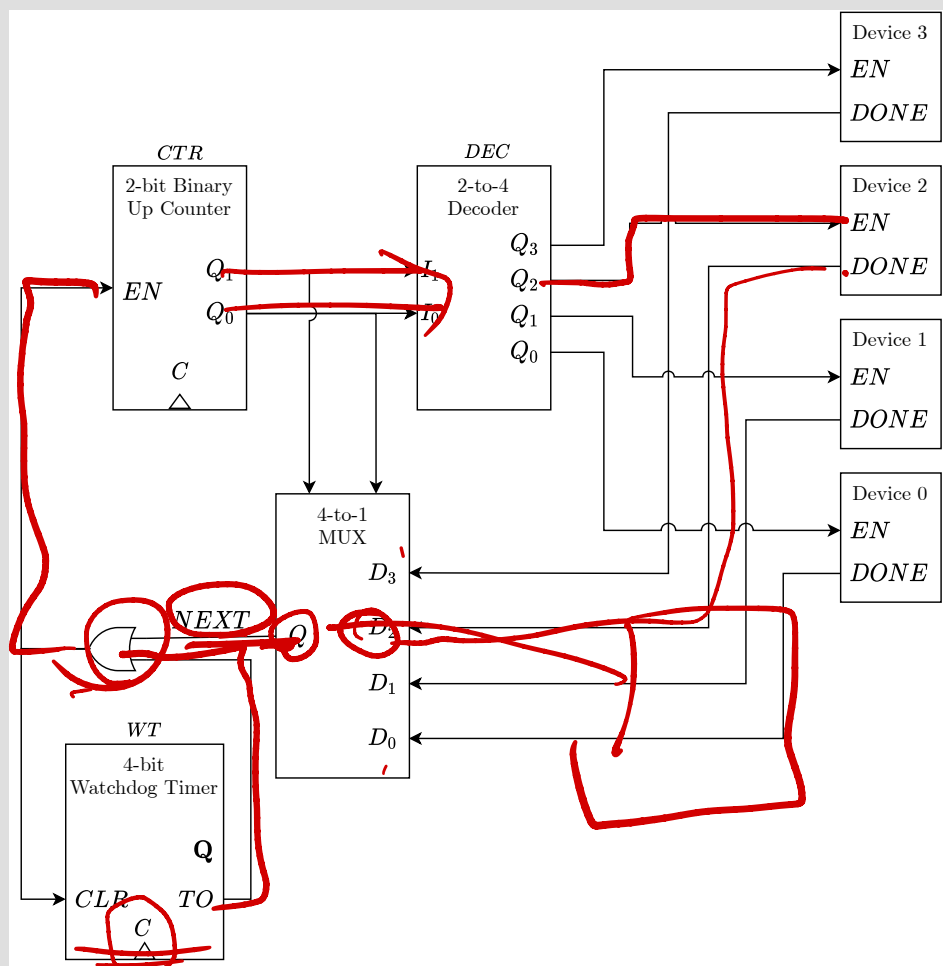 Device 3
EN
DONE
CTR
2-bit Binary
Up Counter
Q₁
Q₀
EN
C
DEC
2-to-4
Decoder
I₁
I₀
Q₃
Q₂
Q₁
Q₀
Device 2
EN
DONE
Device 1
EN
DONE
Device 0
EN
DONE
4-to-1
MUX
D₃
D₂
D₁
D₀
Q
NEXT
WT
4-bit
Watchdog Timer
Q
CLR
TO
C